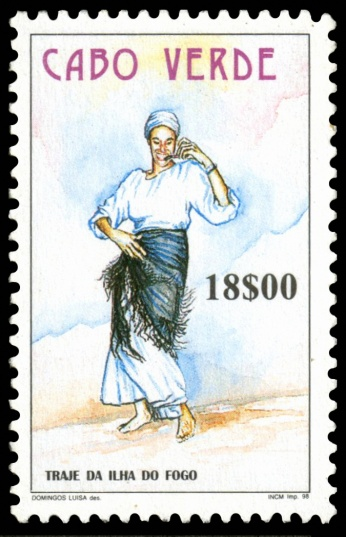 CABO VERDE
18$00
TRAJE DA ILHA DO FOGO
DOMINGOS LUISA des.
INCM Imp. 98